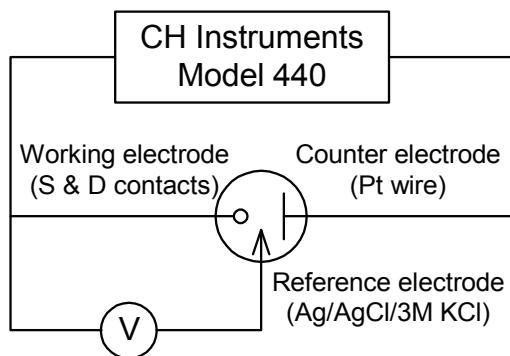 CH Instruments
Model 440
Working electrode
(S & D contacts)
Counter electrode
(Pt wire)
Reference electrode
(Ag/AgCl/3M KCl)
V